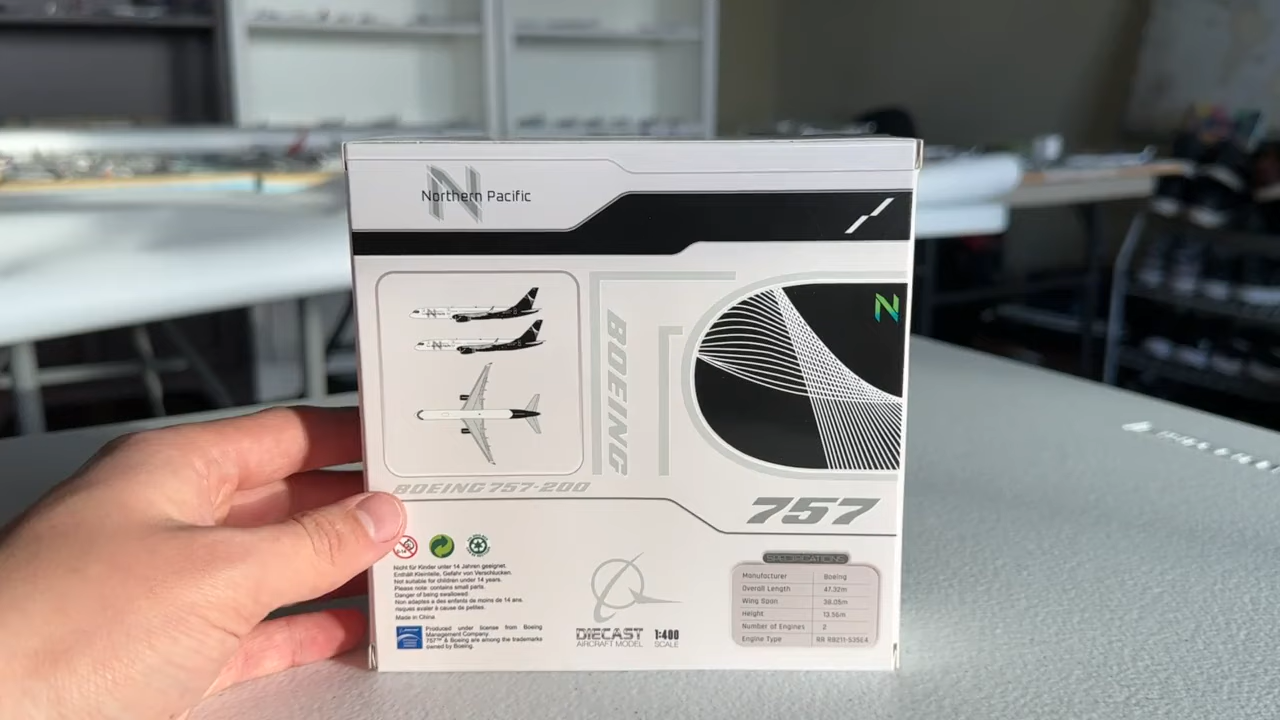 Northern Pacific
N
BOEING
BOEING 757-200
757
Nicht für Kinder unter 14 Jahren geeignet.
Enthält Kleinteile, Gefahr von Verschlucken.
Not suitable for children under 14 years.
Please note: contains small parts.
Danger of being swallowed.
Non adaptes a des enfants de moins de 14 ans.
risques avaler à cause de petites.
Made in China
Produced under license from Boeing
Management Company.
757™ & Boeing are among the trademarks
owned by Boeing.
DIECAST
AIRCRAFT MODEL
1:400
SCALE
SPECIFICATIONS
Manufacturer Boeing
Overall Length 47.32m
Wing Span 38.05m
Height 13.56m
Number of Engines 2
Engine Type RR RB211-535E4